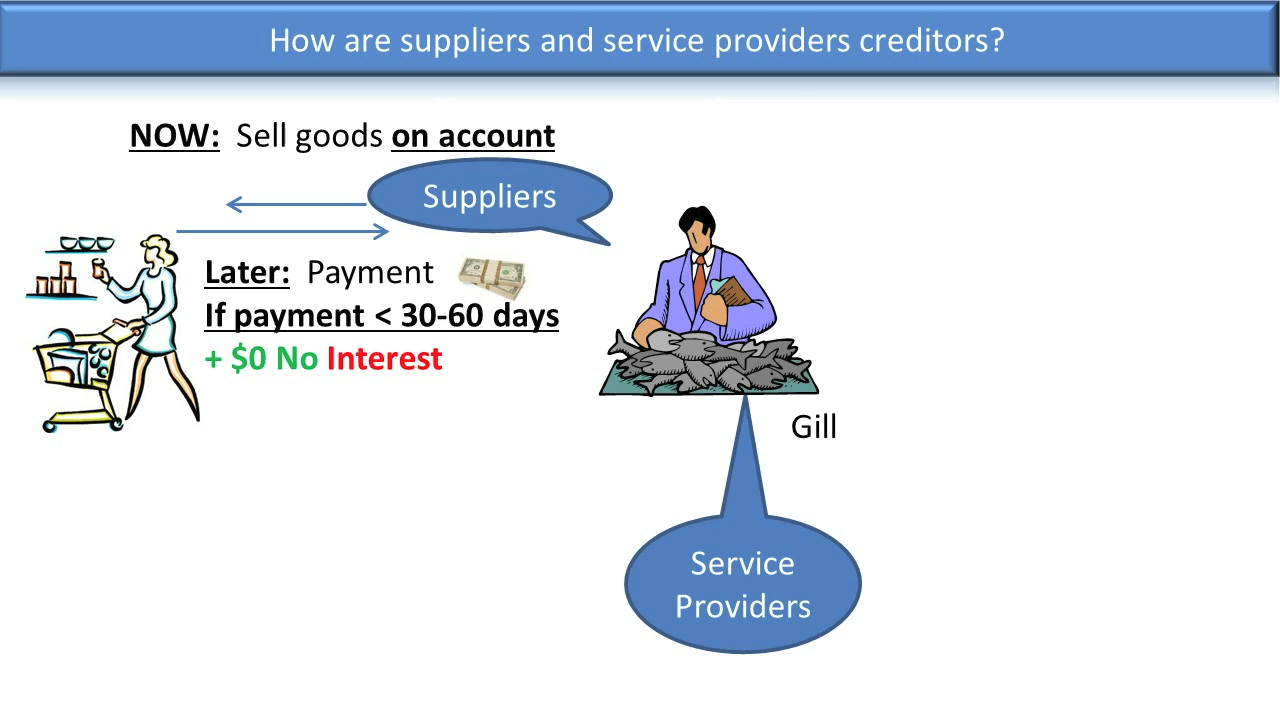 How are suppliers and service providers creditors?
NOW: Sell goods on account
Suppliers
Later: Payment
If payment < 30-60 days
+ $0 No Interest
Gill
Service
Providers